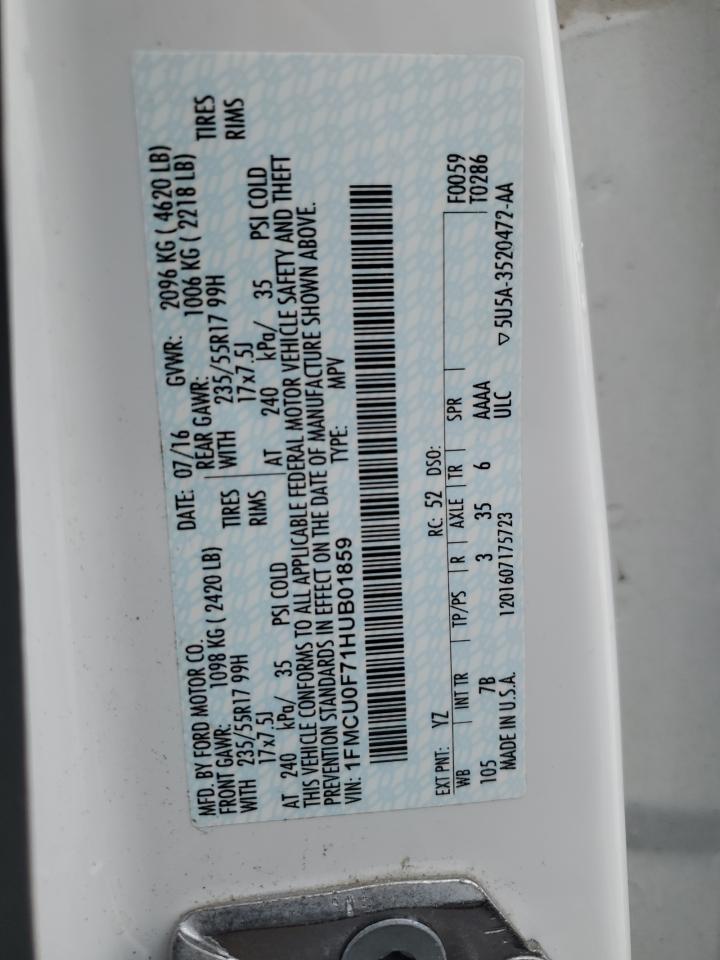 MFD. BY FORD MOTOR CO.
DATE: 07/16 GVWR: 2096 KG ( 4620 LB)
FRONT GAWR: 1098 KG ( 2420 LB)
REAR GAWR: 1006 KG ( 2218 LB)
WITH 235/55R17 99H TIRES
WITH 235/55R17 99H TIRES
17x7.5J RIMS
17x7.5J RIMS
AT 240 kPa/ 35 PSI COLD
AT 240 kPa/ 35 PSI COLD
THIS VEHICLE CONFORMS TO ALL APPLICABLE FEDERAL MOTOR VEHICLE SAFETY AND THEFT
PREVENTION STANDARDS IN EFFECT ON THE DATE OF MANUFACTURE SHOWN ABOVE.
VIN: 1FMCU0F71HUB01859 TYPE: MPV
EXT PNT: YZ RC: 52 DSO: F0059
WB INT TR TP/PS R AXLE TR SPR T0286
105 7B 3 35 6 AAAA
MADE IN U.S.A. 1201607175723 ULC ▽5U5A-3520472-AA